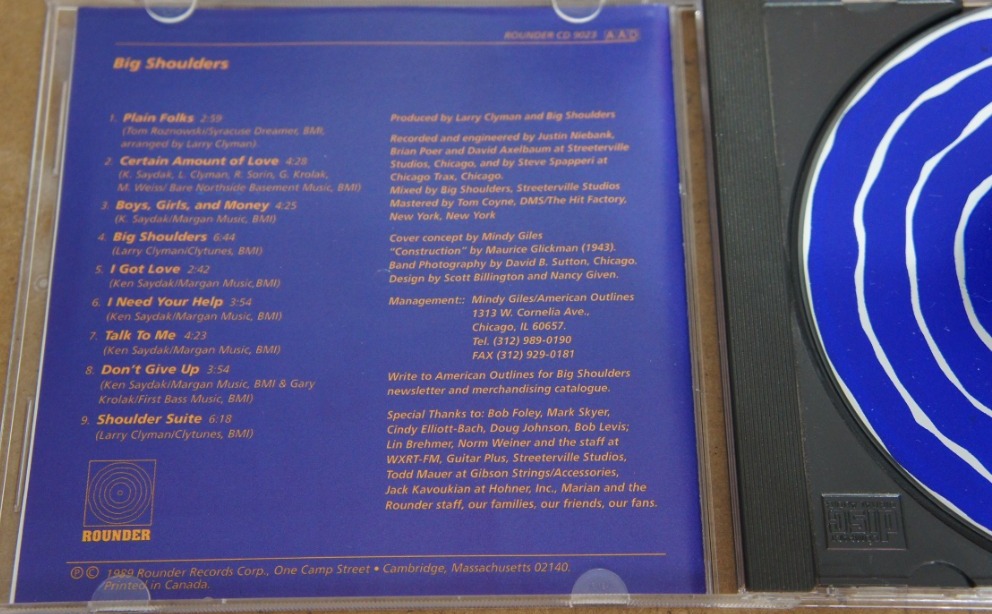 ROUNDER CD 9023 AAD
Big Shoulders
1. Plain Folks 2:59
(Tom Roznowski/Syracuse Dreamer, BMI,
arranged by Larry Clyman).
2. Certain Amount of Love 4:28
(K. Saydak, L. Clyman, R. Sorin, G. Krolak,
M. Weiss/ Bare Northside Basement Music, BMI)
3. Boys, Girls, and Money 4:25
(K. Saydak/Margan Music, BMI)
4. Big Shoulders 6:44
(Larry Clyman/Clytunes, BMI)
5. I Got Love 2:42
(Ken Saydak/Margan Music,BMI)
6. I Need Your Help 3:54
(Ken Saydak/Margan Music, BMI)
7. Talk To Me 4:23
(Ken Saydak/Margan Music, BMI)
8. Don't Give Up 3:54
(Ken Saydak/Margan Music, BMI & Gary
Krolak/First Bass Music, BMI)
9. Shoulder Suite 6:18
(Larry Clyman/Clytunes, BMI)
ROUNDER
Produced by Larry Clyman and Big Shoulders
Recorded and engineered by Justin Niebank,
Brian Poer and David Axelbaum at Streeterville
Studios, Chicago, and by Steve Spapperi at
Chicago Trax, Chicago.
Mixed by Big Shoulders, Streeterville Studios
Mastered by Tom Coyne, DMS/The Hit Factory,
New York, New York
Cover concept by Mindy Giles
"Construction" by Maurice Glickman (1943).
Band Photography by David B. Sutton, Chicago.
Design by Scott Billington and Nancy Given.
Management:: Mindy Giles/American Outlines
1313 W. Cornelia Ave.,
Chicago, IL 60657.
Tel. (312) 989-0190
FAX (312) 929-0181
Write to American Outlines for Big Shoulders
newsletter and merchandising catalogue.
Special Thanks to: Bob Foley, Mark Skyer,
Cindy Elliott-Bach, Doug Johnson, Bob Levis;
Lin Brehmer, Norm Weiner and the staff at
WXRT-FM, Guitar Plus, Streeterville Studios,
Todd Mauer at Gibson Strings/Accessories,
Jack Kavoukian at Hohner, Inc., Marian and the
Rounder staff, our families, our friends, our fans.
℗ © 1989 Rounder Records Corp., One Camp Street • Cambridge, Massachusetts 02140.
Printed in Canada.